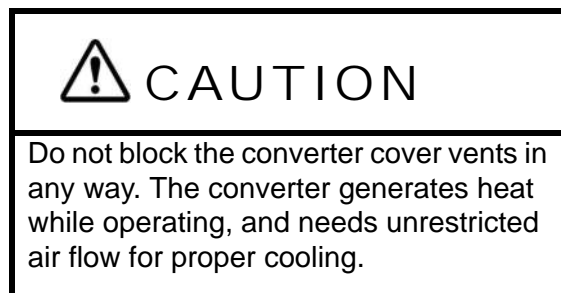 CAUTION
Do not block the converter cover vents in
any way. The converter generates heat
while operating, and needs unrestricted
air flow for proper cooling.